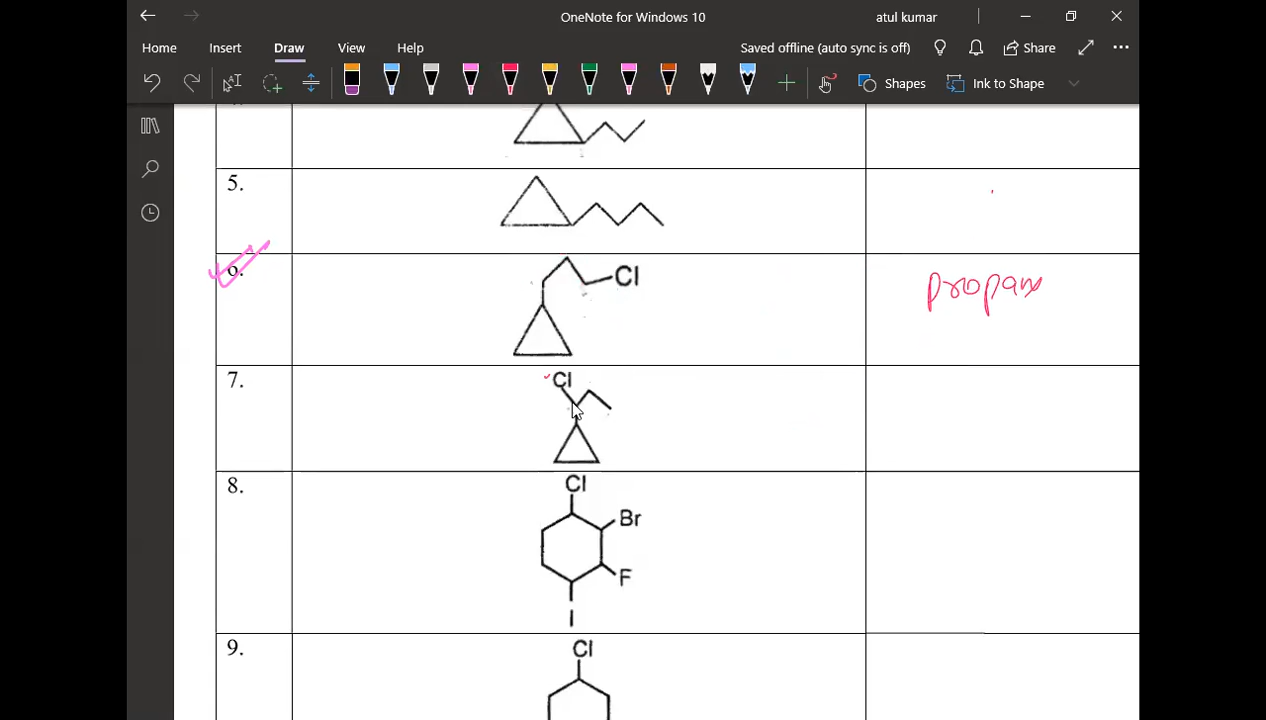 OneNote for Windows 10
atul kumar
Home Insert Draw View Help
Saved offline (auto sync is off)
Share
Shapes
Ink to Shape
5.
6.
Cl
Propane
7.
Cl
8.
Cl
Br
F
I
9.
Cl